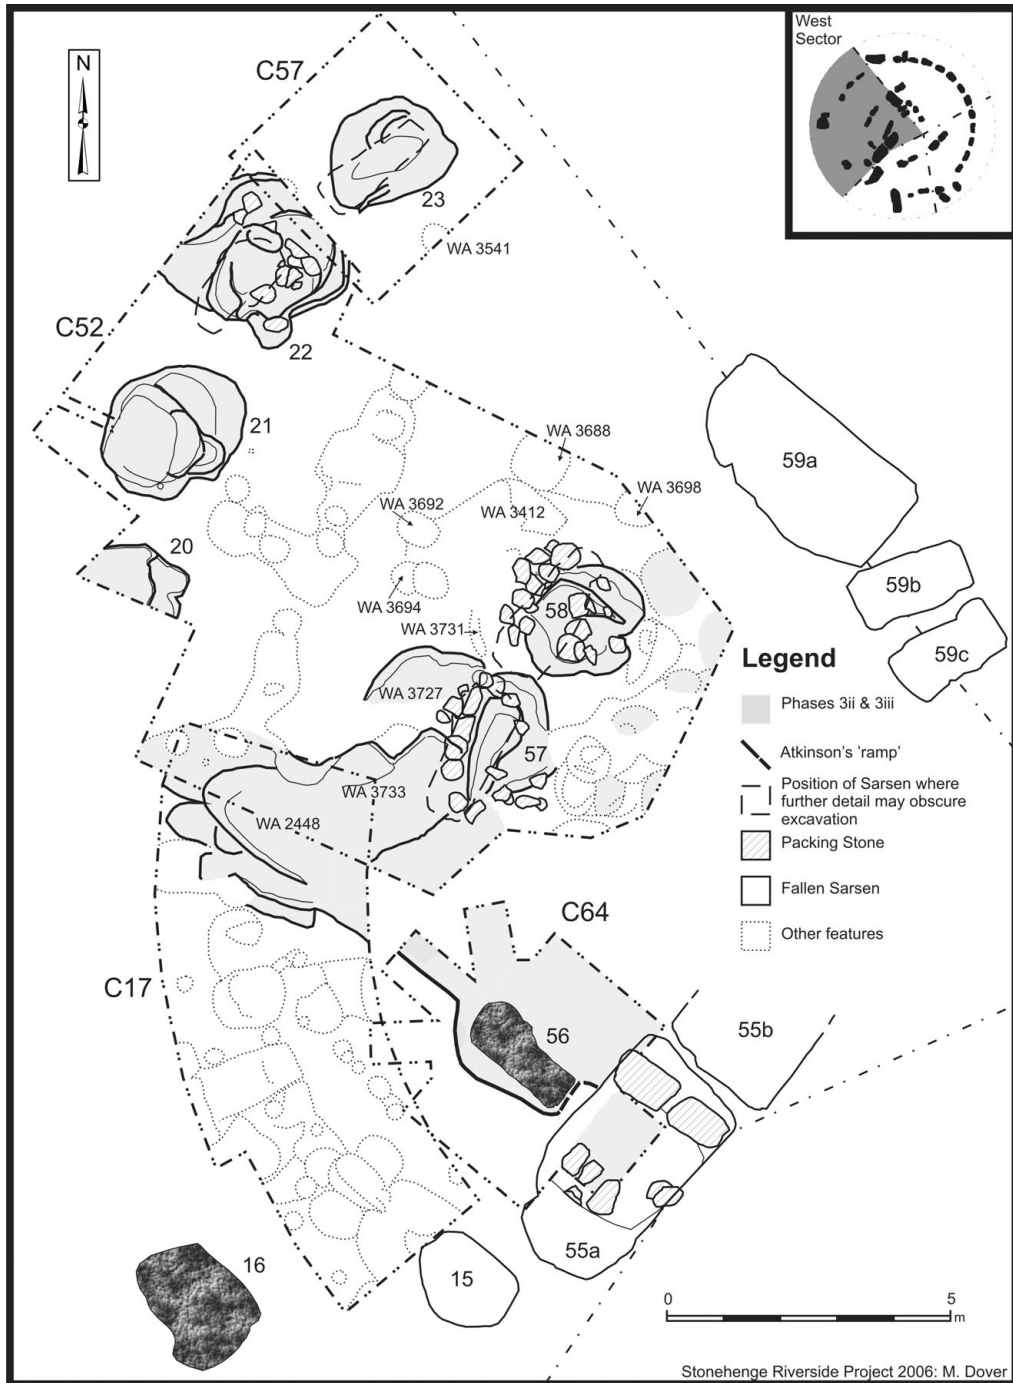 West
Sector
N
C57
23
WA 3541
C52
22
21
WA 3688
59a
WA 3698
WA 3692
WA 3412
20
59b
58
WA 3694
WA 3731
59c
Legend
WA 3727
Phases 3ii & 3iii
57
Atkinson's 'ramp'
WA 3733
Position of Sarsen where
further detail may obscure
excavation
WA 2448
Packing Stone
Fallen Sarsen
C64
Other features
C17
56
55b
55a
16
15
0
5
m
Stonehenge Riverside Project 2006: M. Dover